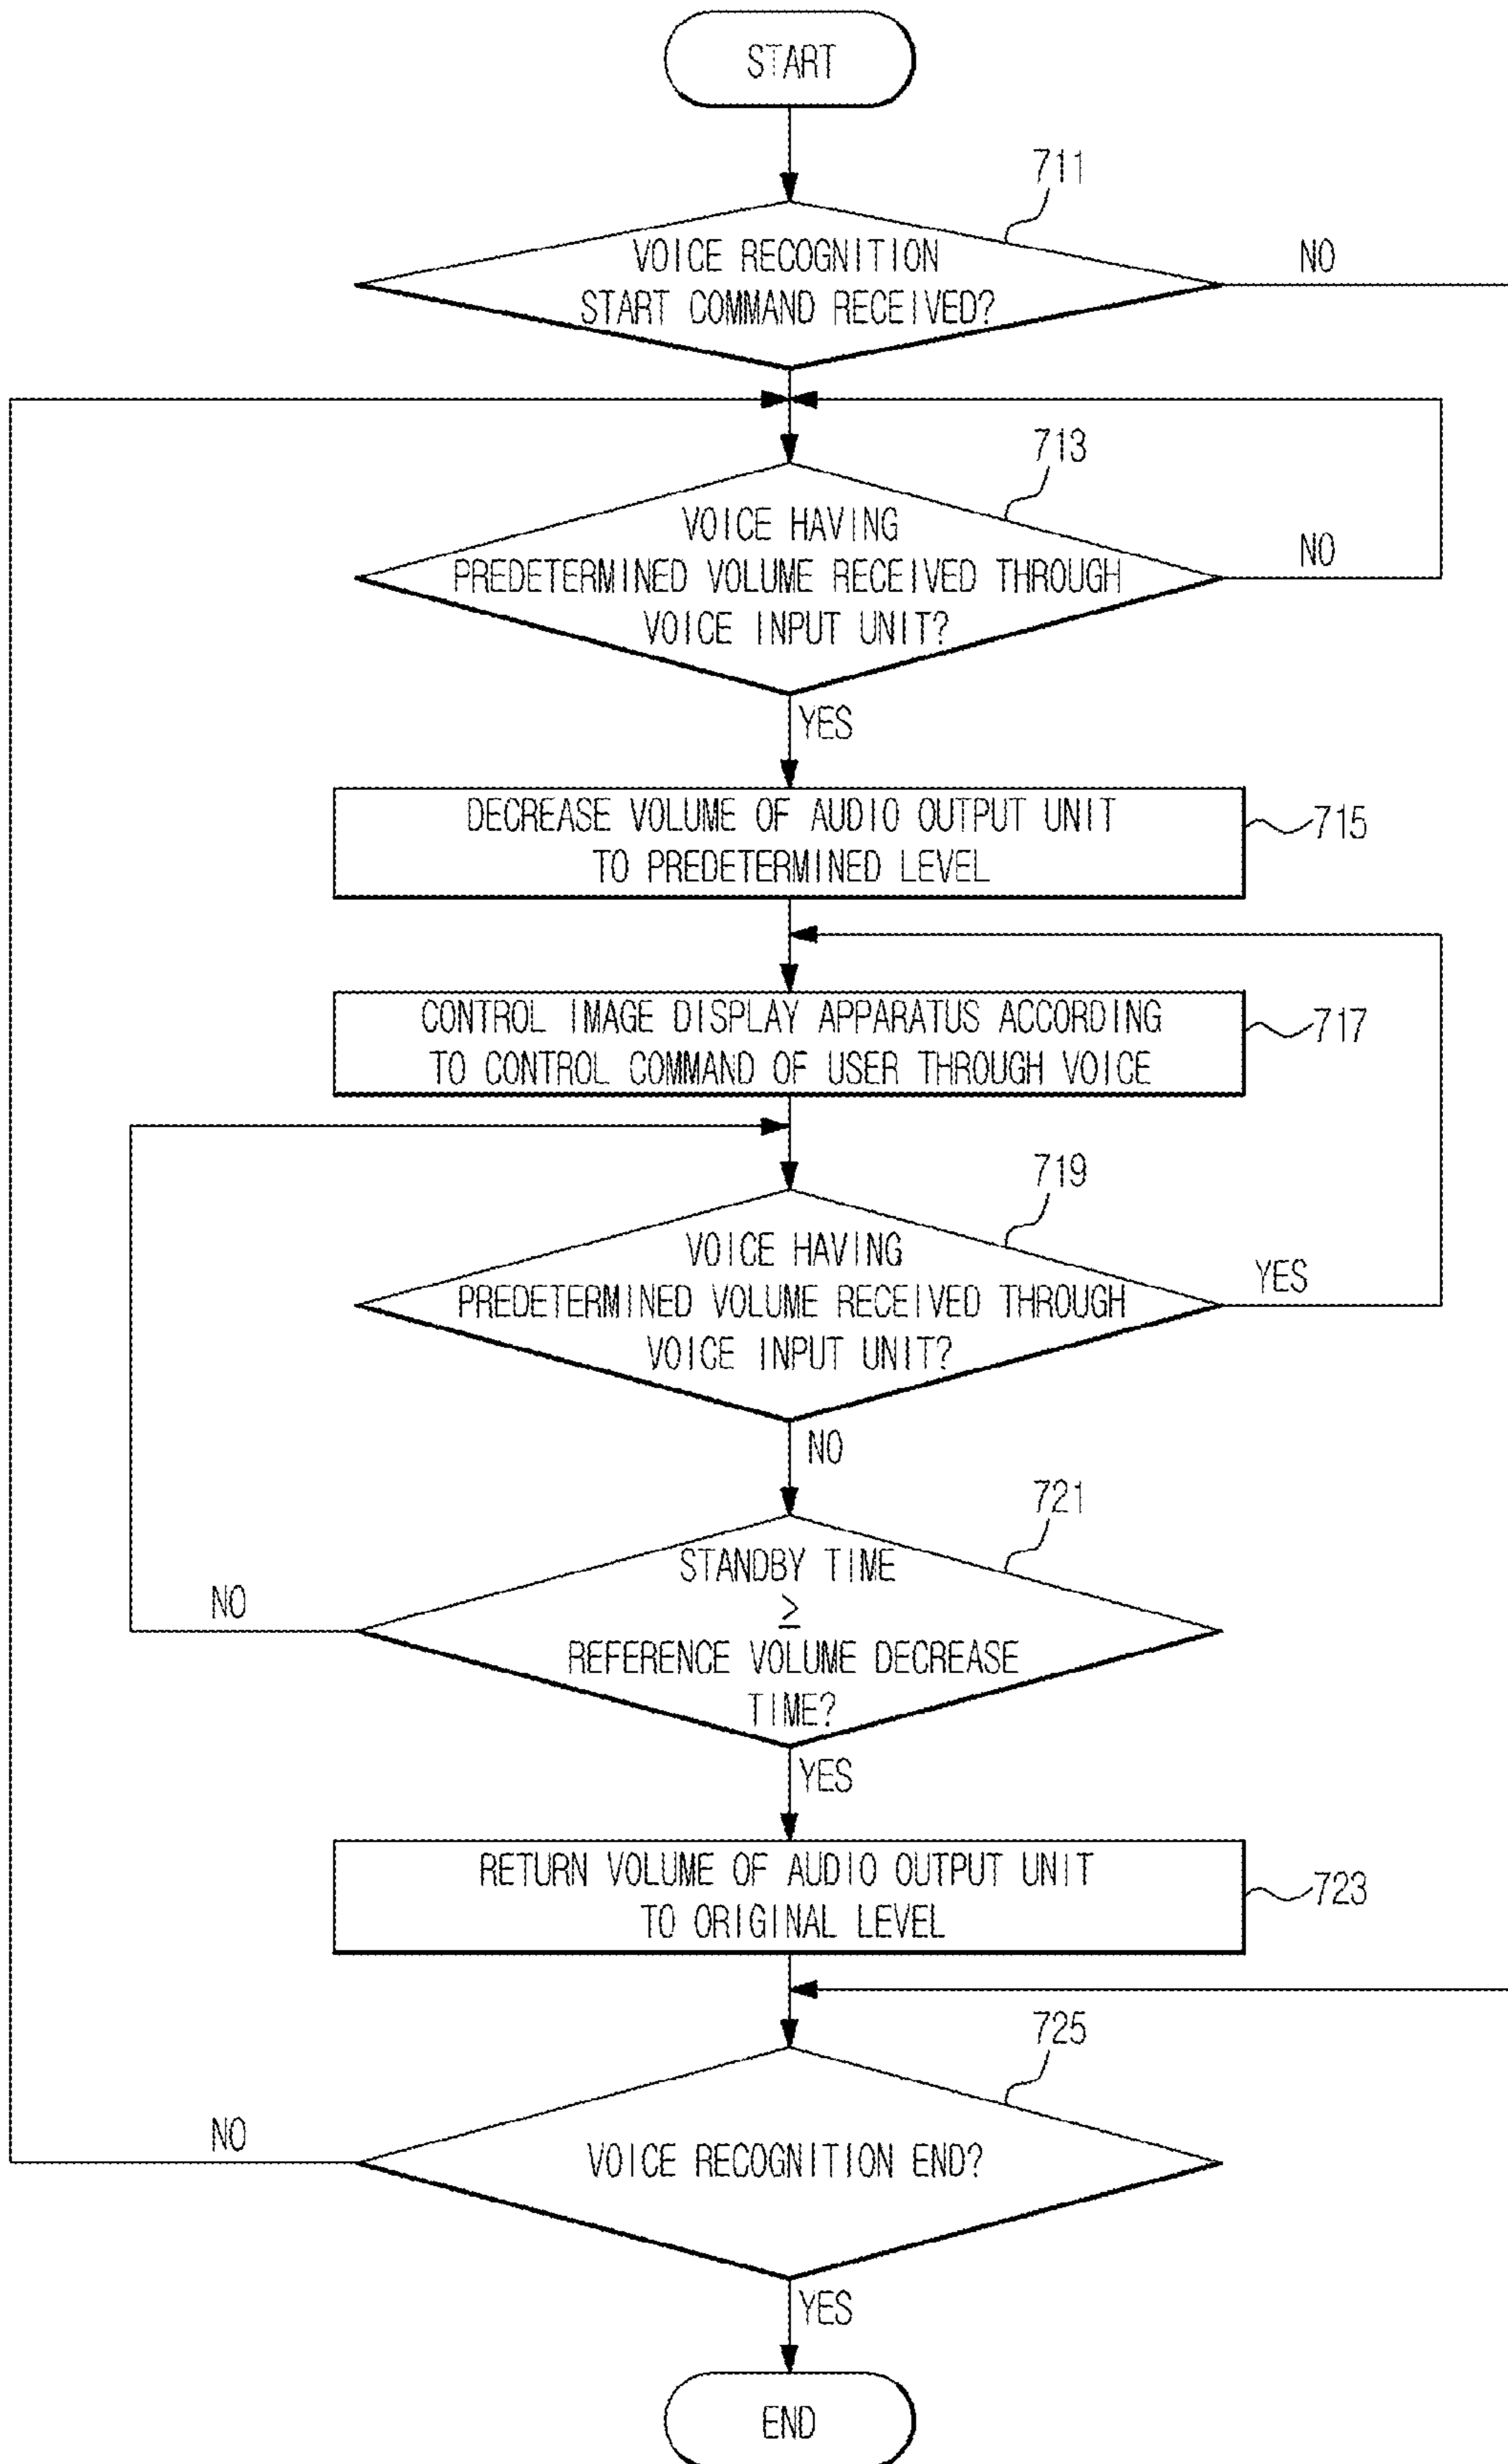 START
711
VOICE RECOGNITION
START COMMAND RECEIVED?
NO
713
VOICE HAVING
PREDETERMINED VOLUME RECEIVED THROUGH
VOICE INPUT UNIT?
NO
YES
DECREASE VOLUME OF AUDIO OUTPUT UNIT
TO PREDETERMINED LEVEL
715
CONTROL IMAGE DISPLAY APPARATUS ACCORDING
TO CONTROL COMMAND OF USER THROUGH VOICE
717
719
VOICE HAVING
PREDETERMINED VOLUME RECEIVED THROUGH
VOICE INPUT UNIT?
YES
NO
721
STANDBY TIME
≥
REFERENCE VOLUME DECREASE
TIME?
NO
YES
RETURN VOLUME OF AUDIO OUTPUT UNIT
TO ORIGINAL LEVEL
723
725
VOICE RECOGNITION END?
NO
YES
END